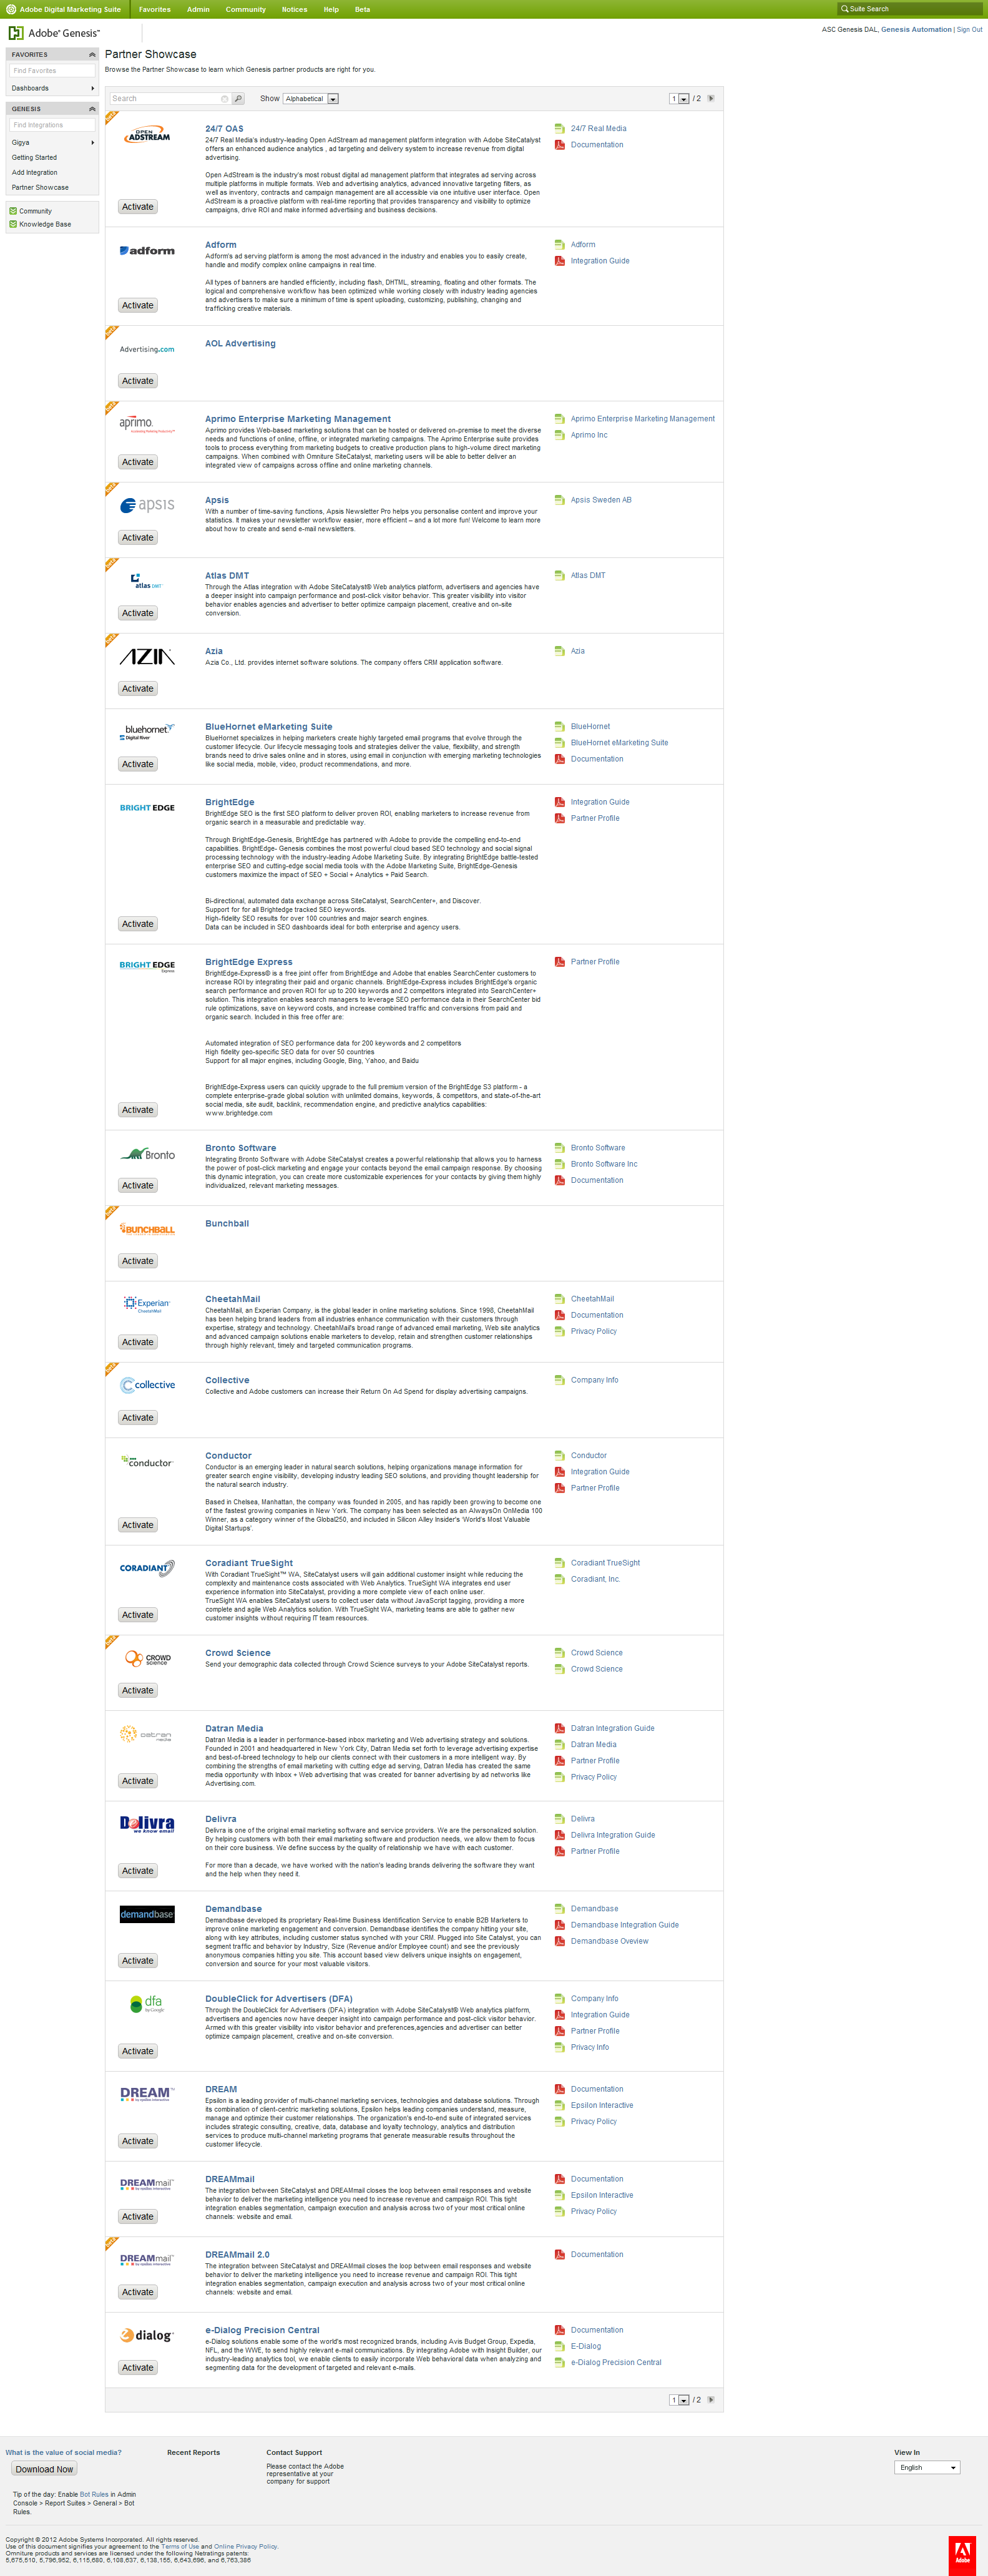 Adobe Digital Marketing Suite Favorites Admin Community Notices Help Beta Suite Search
Adobe® Genesis™
ASC Genesis DAL, Genesis Automation | Sign Out
FAVORITES
Find Favorites
Dashboards
GENESIS
Find Integrations
Gigya
Getting Started
Add Integration
Partner Showcase
Community
Knowledge Base
Partner Showcase
Browse the Partner Showcase to learn which Genesis partner products are right for you.
Search Show Alphabetical 1 / 2
OPEN ADSTREAM
Activate
24/7 OAS
24/7 Real Media's industry-leading Open AdStream ad management platform integration with Adobe SiteCatalyst
offers an enhanced audience analytics , ad targeting and delivery system to increase revenue from digital
advertising.
Open AdStream is the industry's most robust digital ad management platform that integrates ad serving across
multiple platforms in multiple formats. Web and advertising analytics, advanced innovative targeting filters, as
well as inventory, contracts and campaign management are all accessible via one intuitive user interface. Open
AdStream is a proactive platform with real-time reporting that provides transparency and visibility to optimize
campaigns, drive ROI and make informed advertising and business decisions.
24/7 Real Media
Documentation
adform
Activate
Adform
Adform's ad serving platform is among the most advanced in the industry and enables you to easily create,
handle and modify complex online campaigns in real time.
All types of banners are handled efficiently, including flash, DHTML, streaming, floating and other formats. The
logical and comprehensive workflow has been optimized while working closely with industry leading agencies
and advertisers to make sure a minimum of time is spent uploading, customizing, publishing, changing and
trafficking creative materials.
Adform
Integration Guide
Advertising.com
Activate
AOL Advertising
aprimo.
Activate
Aprimo Enterprise Marketing Management
Aprimo provides Web-based marketing solutions that can be hosted or delivered on-premise to meet the diverse
needs and functions of online, offline, or integrated marketing campaigns. The Aprimo Enterprise suite provides
tools to process everything from marketing budgets to creative production plans to high-volume direct marketing
campaigns. When combined with Omniture SiteCatalyst, marketing users will be able to better deliver an
integrated view of campaigns across offline and online marketing channels.
Aprimo Enterprise Marketing Management
Aprimo Inc
apsis
Activate
Apsis
With a number of time-saving functions, Apsis Newsletter Pro helps you personalise content and improve your
statistics. It makes your newsletter workflow easier, more efficient – and a lot more fun! Welcome to learn more
about how to create and send e-mail newsletters.
Apsis Sweden AB
atlas DMT
Activate
Atlas DMT
Through the Atlas integration with Adobe SiteCatalyst® Web analytics platform, advertisers and agencies have
a deeper insight into campaign performance and post-click visitor behavior. This greater visibility into visitor
behavior enables agencies and advertiser to better optimize campaign placement, creative and on-site
conversion.
Atlas DMT
AZIA
Activate
Azia
Azia Co., Ltd. provides internet software solutions. The company offers CRM application software.
Azia
bluehornet
Digital River
Activate
BlueHornet eMarketing Suite
BlueHornet specializes in helping marketers create highly targeted email programs that evolve through the
customer lifecycle. Our lifecycle messaging tools and strategies deliver the value, flexibility, and strength
brands need to drive sales online and in stores, using email in conjunction with emerging marketing technologies
like social media, mobile, video, product recommendations, and more.
BlueHornet
BlueHornet eMarketing Suite
Documentation
BRIGHT EDGE
Activate
BrightEdge
BrightEdge SEO is the first SEO platform to deliver proven ROI, enabling marketers to increase revenue from
organic search in a measurable and predictable way.
Through BrightEdge-Genesis, BrightEdge has partnered with Adobe to provide the compelling end-to-end
capabilities. BrightEdge- Genesis combines the most powerful cloud based SEO technology and social signal
processing technology with the industry-leading Adobe Marketing Suite. By integrating BrightEdge battle-tested
enterprise SEO and cutting-edge social media tools with the Adobe Marketing Suite, BrightEdge-Genesis
customers maximize the impact of SEO + Social + Analytics + Paid Search.
Bi-directional, automated data exchange across SiteCatalyst, SearchCenter+, and Discover.
Support for for all Brightedge tracked SEO keywords.
High-fidelity SEO results for over 100 countries and major search engines.
Data can be included in SEO dashboards ideal for both enterprise and agency users.
Integration Guide
Partner Profile
BRIGHT EDGE
Express
Activate
BrightEdge Express
BrightEdge-Express® is a free joint offer from BrightEdge and Adobe that enables SearchCenter customers to
increase ROI by integrating their paid and organic channels. BrightEdge-Express includes BrightEdge's organic
search performance and proven ROI for up to 200 keywords and 2 competitors integrated into SearchCenter+
solution. This integration enables search managers to leverage SEO performance data in their SearchCenter bid
rule optimizations, save on keyword costs, and increase combined traffic and conversions from paid and
organic search. Included in this free offer are:
Automated integration of SEO performance data for 200 keywords and 2 competitors
High fidelity geo-specific SEO data for over 50 countries
Support for all major engines, including Google, Bing, Yahoo, and Baidu
BrightEdge-Express users can quickly upgrade to the full premium version of the BrightEdge S3 platform - a
complete enterprise-grade global solution with unlimited domains, keywords, & competitors, and state-of-the-art
social media, site audit, backlink, recommendation engine, and predictive analytics capabilities:
www.brightedge.com
Partner Profile
Bronto
Activate
Bronto Software
Integrating Bronto Software with Adobe SiteCatalyst creates a powerful relationship that allows you to harness
the power of post-click marketing and engage your contacts beyond the email campaign response. By choosing
this dynamic integration, you can create more customizable experiences for your contacts by giving them highly
individualized, relevant marketing messages.
Bronto Software
Bronto Software Inc
Documentation
BUNCHBALL
Activate
Bunchball
Experian
CheetahMail
Activate
CheetahMail
CheetahMail, an Experian Company, is the global leader in online marketing solutions. Since 1998, CheetahMail
has been helping brand leaders from all industries enhance communication with their customers through
expertise, strategy and technology. CheetahMail's broad range of advanced email marketing, Web site analytics
and advanced campaign solutions enable marketers to develop, retain and strengthen customer relationships
through highly relevant, timely and targeted communication programs.
CheetahMail
Documentation
Privacy Policy
collective
Activate
Collective
Collective and Adobe customers can increase their Return On Ad Spend for display advertising campaigns.
Company Info
conductor
Activate
Conductor
Conductor is an emerging leader in natural search solutions, helping organizations manage information for
greater search engine visibility, developing industry leading SEO solutions, and providing thought leadership for
the natural search industry.
Based in Chelsea, Manhattan, the company was founded in 2005, and has rapidly been growing to become one
of the fastest growing companies in New York. The company has been selected as an AlwaysOn OnMedia 100
Winner, as a category winner of the Global250, and included in Silicon Alley Insider's 'World's Most Valuable
Digital Startups'.
Conductor
Integration Guide
Partner Profile
CORADIANT
Activate
Coradiant TrueSight
With Coradiant TrueSight™ WA, SiteCatalyst users will gain additional customer insight while reducing the
complexity and maintenance costs associated with Web Analytics. TrueSight WA integrates end user
experience information into SiteCatalyst, providing a more complete view of each online user.
TrueSight WA enables SiteCatalyst users to collect user data without JavaScript tagging, providing a more
complete and agile Web Analytics solution. With TrueSight WA, marketing teams are able to gather new
customer insights without requiring IT team resources.
Coradiant TrueSight
Coradiant, Inc.
CROWD SCIENCE
Activate
Crowd Science
Send your demographic data collected through Crowd Science surveys to your Adobe SiteCatalyst reports.
Crowd Science
Crowd Science
datran media
Activate
Datran Media
Datran Media is a leader in performance-based inbox marketing and Web advertising strategy and solutions.
Founded in 2001 and headquartered in New York City, Datran Media set forth to leverage advertising expertise
and best-of-breed technology to help our clients connect with their customers in a more intelligent way. By
combining the strengths of email marketing with cutting edge ad serving, Datran Media has created the same
media opportunity with Inbox + Web advertising that was created for banner advertising by ad networks like
Advertising.com.
Datran Integration Guide
Datran Media
Partner Profile
Privacy Policy
Delivra
we know email
Activate
Delivra
Delivra is one of the original email marketing software and service providers. We are the personalized solution.
By helping customers with both their email marketing software and production needs, we allow them to focus
on their core business. We define success by the quality of relationship we have with each customer.
For more than a decade, we have worked with the nation's leading brands delivering the software they want
and the help when they need it.
Delivra
Delivra Integration Guide
Partner Profile
demandbase
Activate
Demandbase
Demandbase developed its proprietary Real-time Business Identification Service to enable B2B Marketers to
improve online marketing engagement and conversion. Demandbase identifies the company hitting your site,
along with key attributes, including customer status synched with your CRM. Plugged into Site Catalyst, you can
segment traffic and behavior by Industry, Size (Revenue and/or Employee count) and see the previously
anonymous companies hitting you site. This account based view delivers unique insights on engagement,
conversion and source for your most valuable visitors.
Demandbase
Demandbase Integration Guide
Demandbase Oveview
dfa
by Google
Activate
DoubleClick for Advertisers (DFA)
Through the DoubleClick for Advertisers (DFA) integration with Adobe SiteCatalyst® Web analytics platform,
advertisers and agencies now have deeper insight into campaign performance and post-click visitor behavior.
Armed with this greater visibility into visitor behavior and preferences,agencies and advertiser can better
optimize campaign placement, creative and on-site conversion.
Company Info
Integration Guide
Partner Profile
Privacy Info
DREAM™
Activate
DREAM
Epsilon is a leading provider of multi-channel marketing services, technologies and database solutions. Through
its combination of client-centric marketing solutions, Epsilon helps leading companies understand, measure,
manage and optimize their customer relationships. The organization's end-to-end suite of integrated services
includes strategic consulting, creative, data, database and loyalty technology, analytics and distribution
services to produce multi-channel marketing programs that generate measurable results throughout the
customer lifecycle.
Documentation
Epsilon Interactive
Privacy Policy
DREAMmail™
Activate
DREAMmail
The integration between SiteCatalyst and DREAMmail closes the loop between email responses and website
behavior to deliver the marketing intelligence you need to increase revenue and campaign ROI. This tight
integration enables segmentation, campaign execution and analysis across two of your most critical online
channels: website and email.
Documentation
Epsilon Interactive
Privacy Policy
DREAMmail™
Activate
DREAMmail 2.0
The integration between SiteCatalyst and DREAMmail closes the loop between email responses and website
behavior to deliver the marketing intelligence you need to increase revenue and campaign ROI. This tight
integration enables segmentation, campaign execution and analysis across two of your most critical online
channels: website and email.
Documentation
e dialog
Activate
e-Dialog Precision Central
e-Dialog solutions enable some of the world's most recognized brands, including Avis Budget Group, Expedia,
NFL, and the WWE, to send highly relevant e-mail communications. By integrating Adobe with Insight Builder, our
industry-leading analytics tool, we enable clients to easily incorporate Web behavioral data when analyzing and
segmenting data for the development of targeted and relevant e-mails.
Documentation
E-Dialog
e-Dialog Precision Central
1 / 2
What is the value of social media?
Download Now
Tip of the day: Enable Bot Rules in Admin
Console > Report Suites > General > Bot
Rules.
Recent Reports
Contact Support
Please contact the Adobe
representative at your
company for support
View In
English
Copyright © 2012 Adobe Systems Incorporated. All rights reserved.
Use of this document signifies your agreement to the Terms of Use and Online Privacy Policy.
Omniture products and services are licensed under the following Netratings patents:
5,675,510, 5,796,952, 6,115,680, 6,108,637, 6,138,155, 6,643,696, and 6,763,386
Adobe